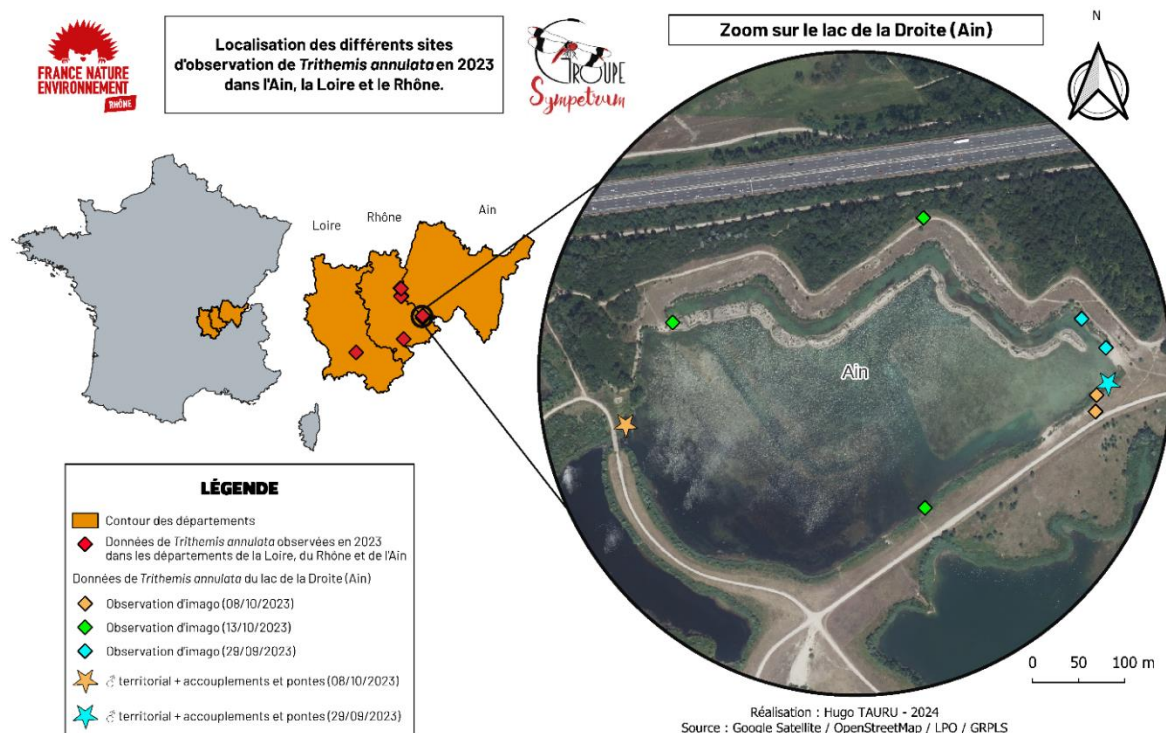 FRANCE NATURE
ENVIRONNEMENT
RHÔNE
Localisation des différents sites
d'observation de Trithemis annulata en 2023
dans l'Ain, la Loire et le Rhône.
GROUPE
Sympetrum
Zoom sur le lac de la Droite (Ain)
N
Loire
Rhône
Ain
Ain
LÉGENDE
Contour des départements
Données de Trithemis annulata observées en 2023
dans les départements de la Loire, du Rhône et de l'Ain
Données de Trithemis annulata du lac de la Droite (Ain)
Observation d'imago (08/10/2023)
Observation d'imago (13/10/2023)
Observation d'imago (29/09/2023)
♂ territorial + accouplements et pontes (08/10/2023)
♂ territorial + accouplements et pontes (29/09/2023)
0 50 100 m
Réalisation : Hugo TAURU - 2024
Source : Google Satellite / OpenStreetMap / LPO / GRPLS